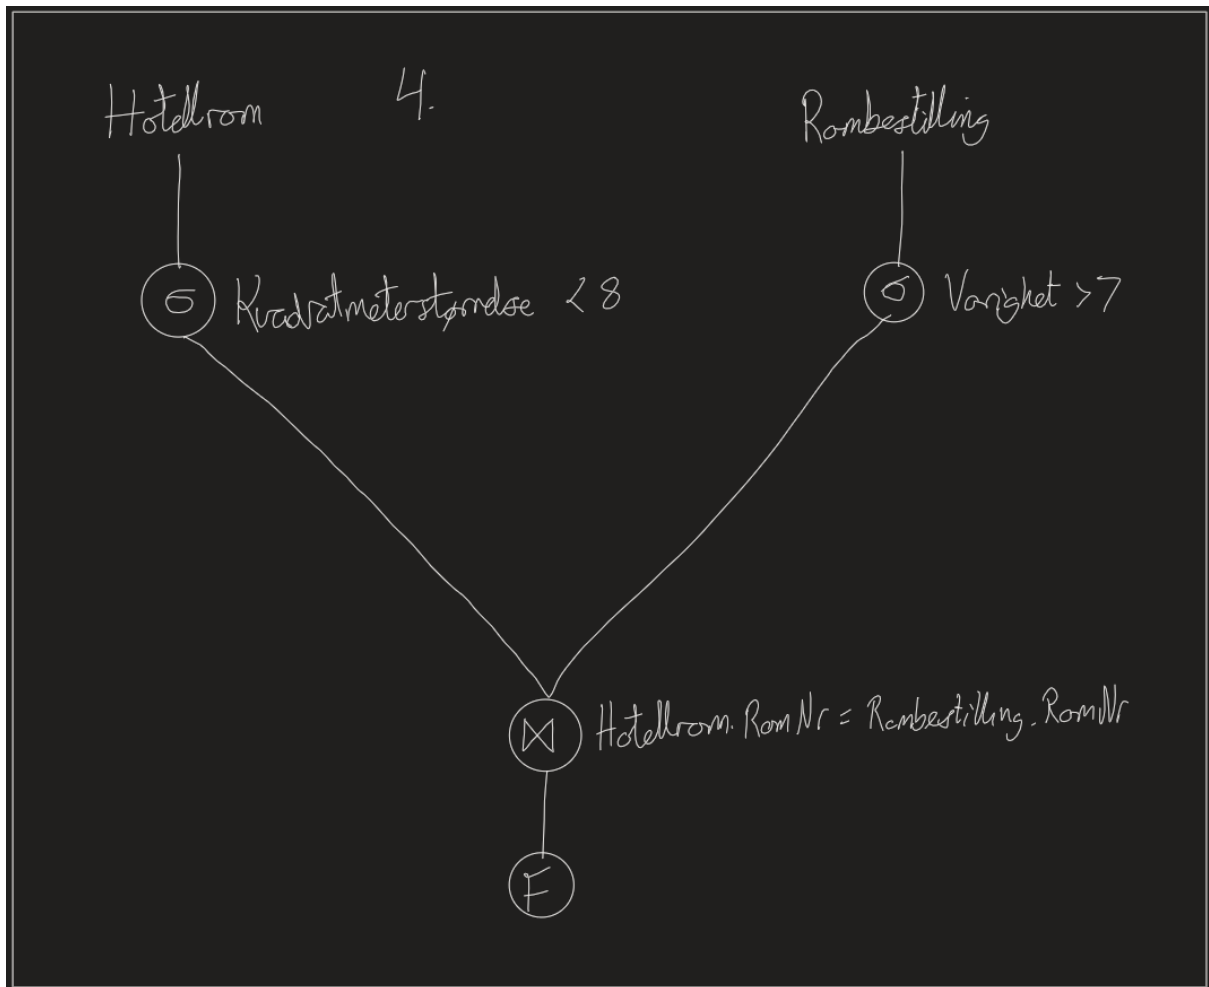 Hotellrom 4. Rombestilling
σ Kvadratmeterstørrelse < 8 σ Varighet > 7
⋈ Hotellrom.RomNr = Rombestilling.RomNr
F